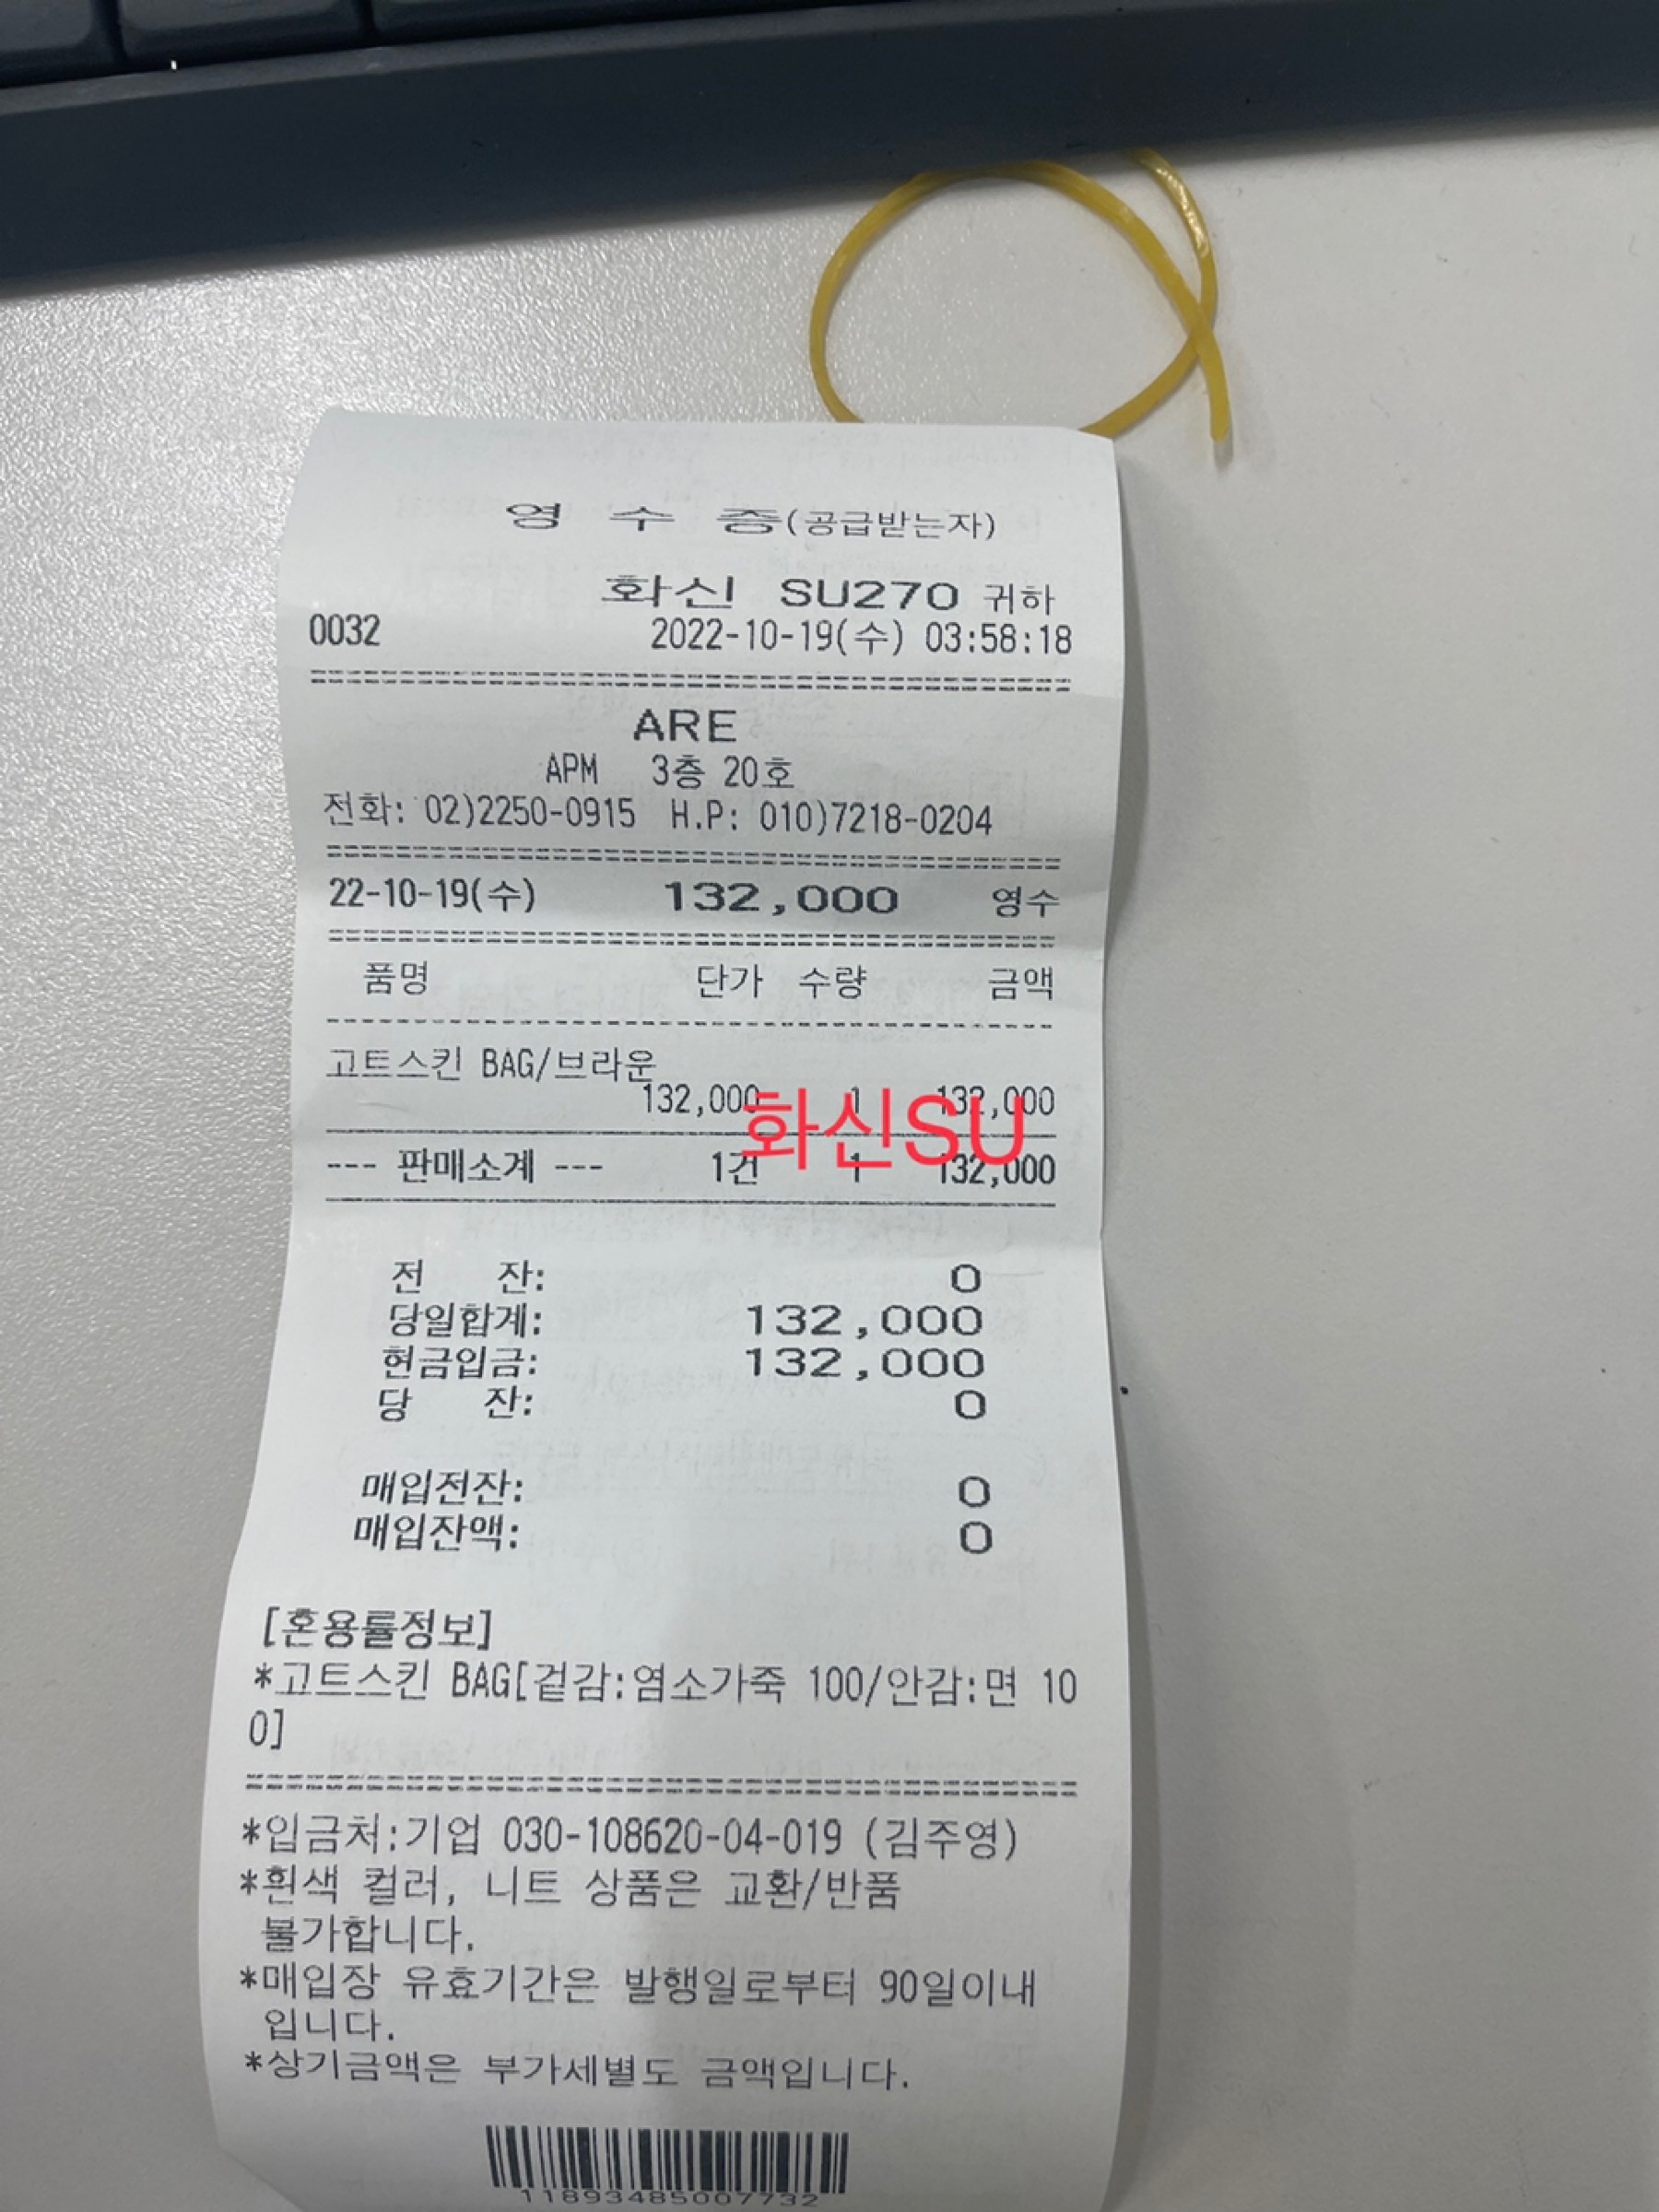 영 수 증(공급받는자)
화신 SU270 귀하
0032 2022-10-19(수) 03:58:18
ARE
APM 3층 20호
전화: 02)2250-0915 H.P: 010)7218-0204
22-10-19(수) 132,000 영수
품명 단가 수량 금액
고트스킨 BAG/브라운
132,000 1 132,000
화신SU
--- 판매소계 --- 1건 1 132,000
전 잔: 0
당일합계: 132,000
현금입금: 132,000
당 잔: 0
매입전잔: 0
매입잔액: 0
[혼용률정보]
*고트스킨 BAG[겉감:염소가죽 100/안감:면 10
0]
*입금처:기업 030-108620-04-019 (김주영)
*흰색 컬러, 니트 상품은 교환/반품
불가합니다.
*매입장 유효기간은 발행일로부터 90일이내
입니다.
*상기금액은 부가세별도 금액입니다.
11893485007732